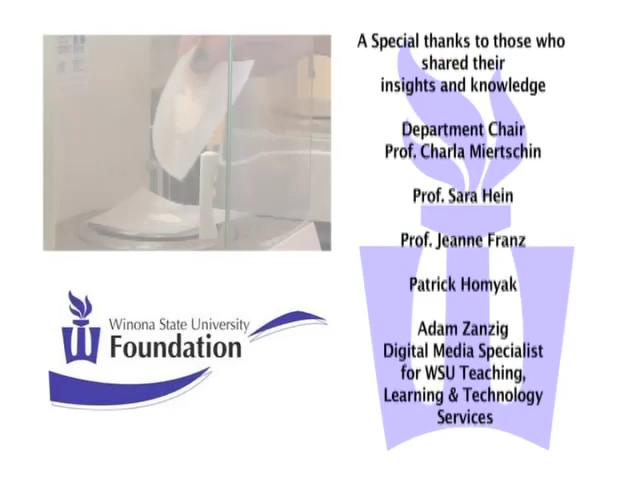 A Special thanks to those who
shared their
insights and knowledge
Department Chair
Prof. Charla Miertschin
Prof. Sara Hein
Prof. Jeanne Franz
Patrick Homyak
Adam Zanzig
Digital Media Specialist
for WSU Teaching,
Learning & Technology
Services
W
Winona State University
Foundation